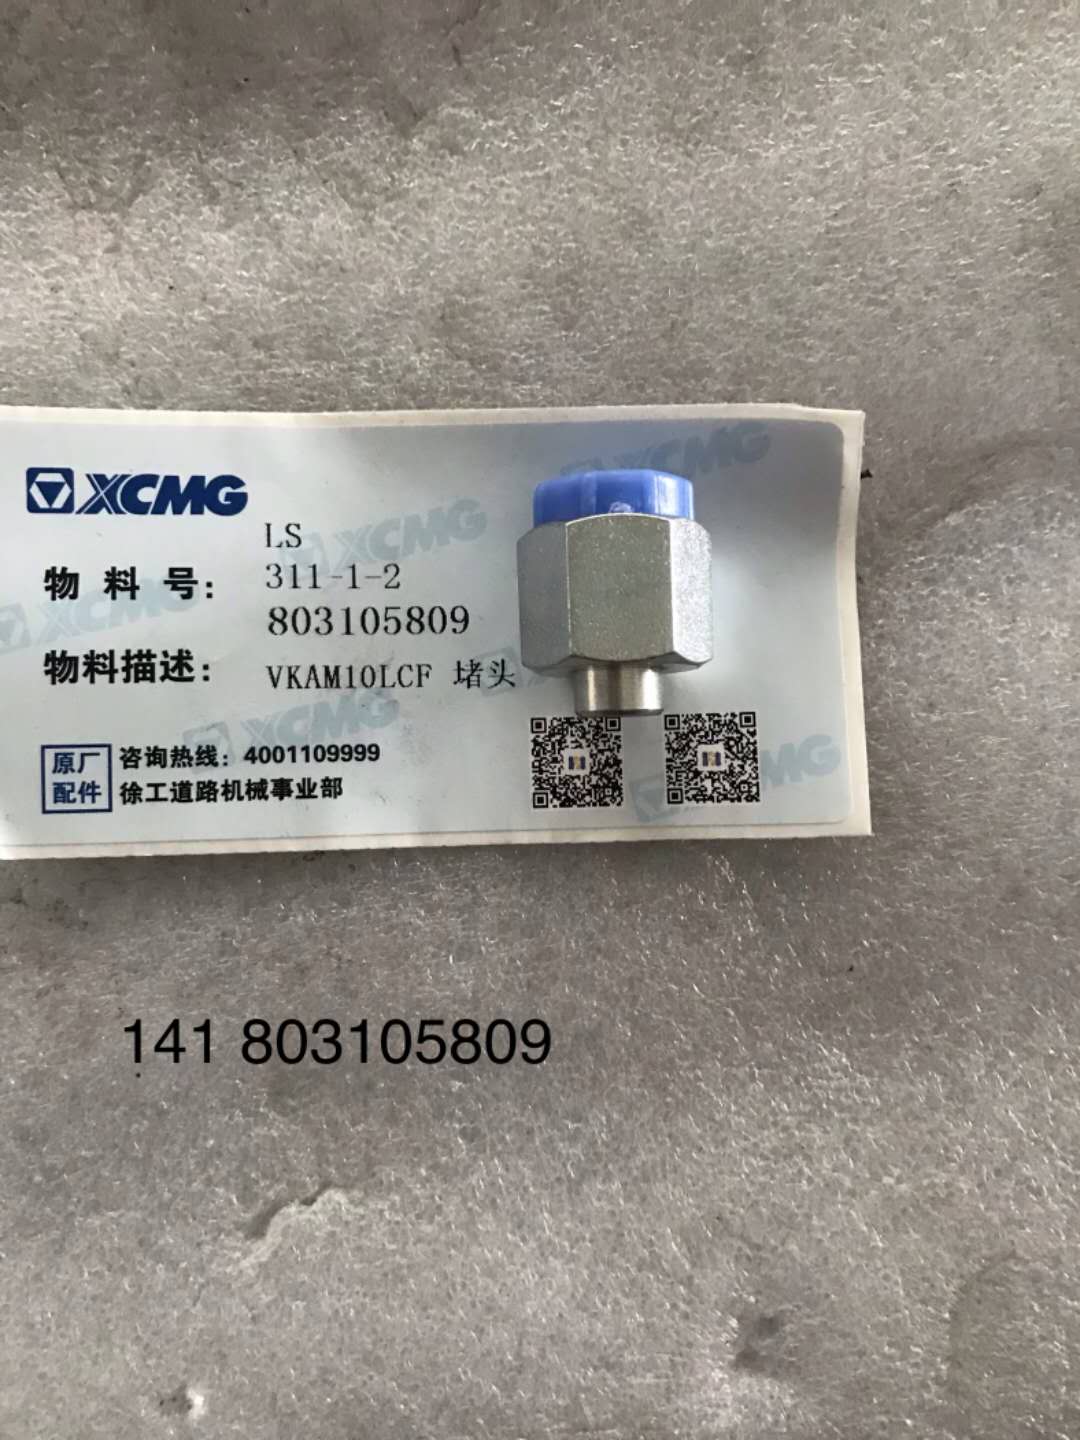 XCMG
LS
物料号: 311-1-2
803105809
物料描述: VKAM10LCF 堵头
原厂配件
咨询热线: 4001109999
徐工道路机械事业部
141 803105809